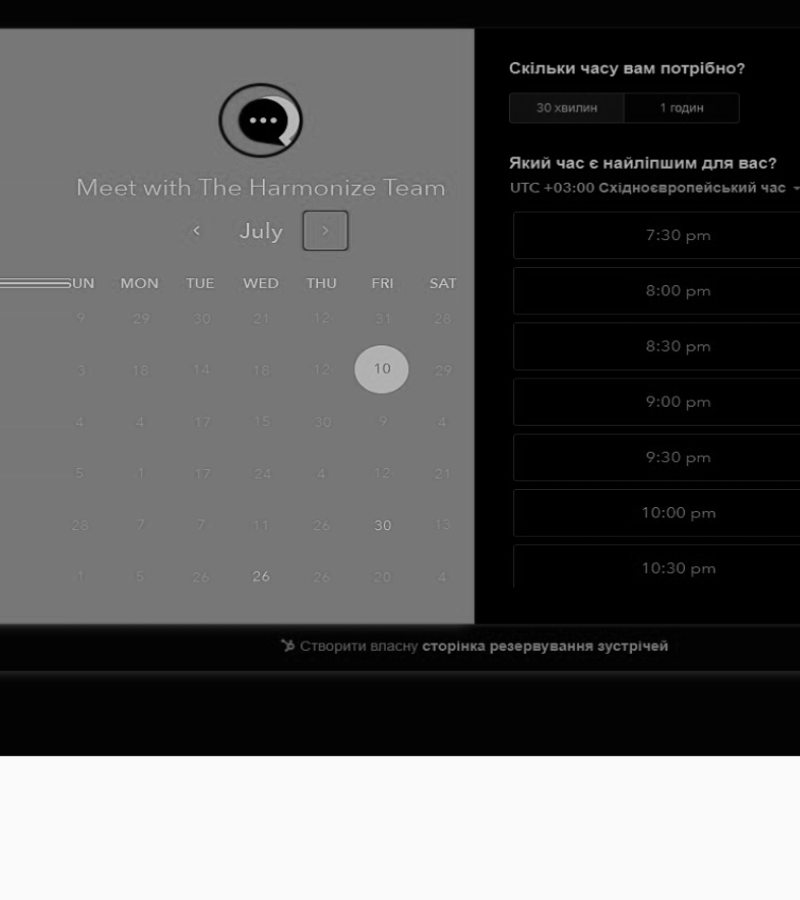 Meet with The Harmonize Team
July
SUN MON TUE WED THU FRI SAT
9 29 30 21 12 31 28
3 18 14 18 12 10 29
4 4 17 15 30 9 4
5 1 17 24 4 12 21
28 7 7 11 26 30 13
1 5 26 26 26 20 4
Скільки часу вам потрібно?
30 хвилин 1 годин
Який час є найліпшим для вас?
UTC +03:00 Східноєвропейський час
7:30 pm
8:00 pm
8:30 pm
9:00 pm
9:30 pm
10:00 pm
10:30 pm
Створити власну сторінка резервування зустрічей